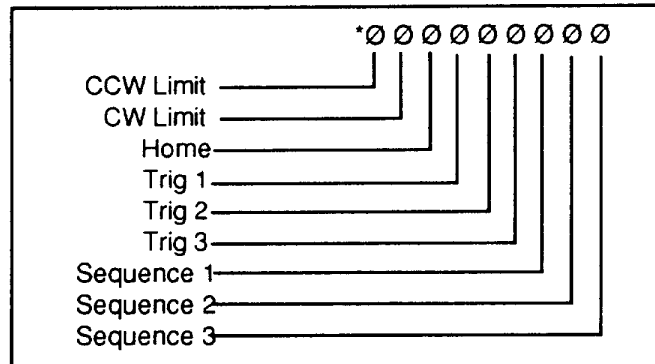 *Ø Ø Ø Ø Ø Ø Ø Ø Ø
CCW Limit
CW Limit
Home
Trig 1
Trig 2
Trig 3
Sequence 1
Sequence 2
Sequence 3